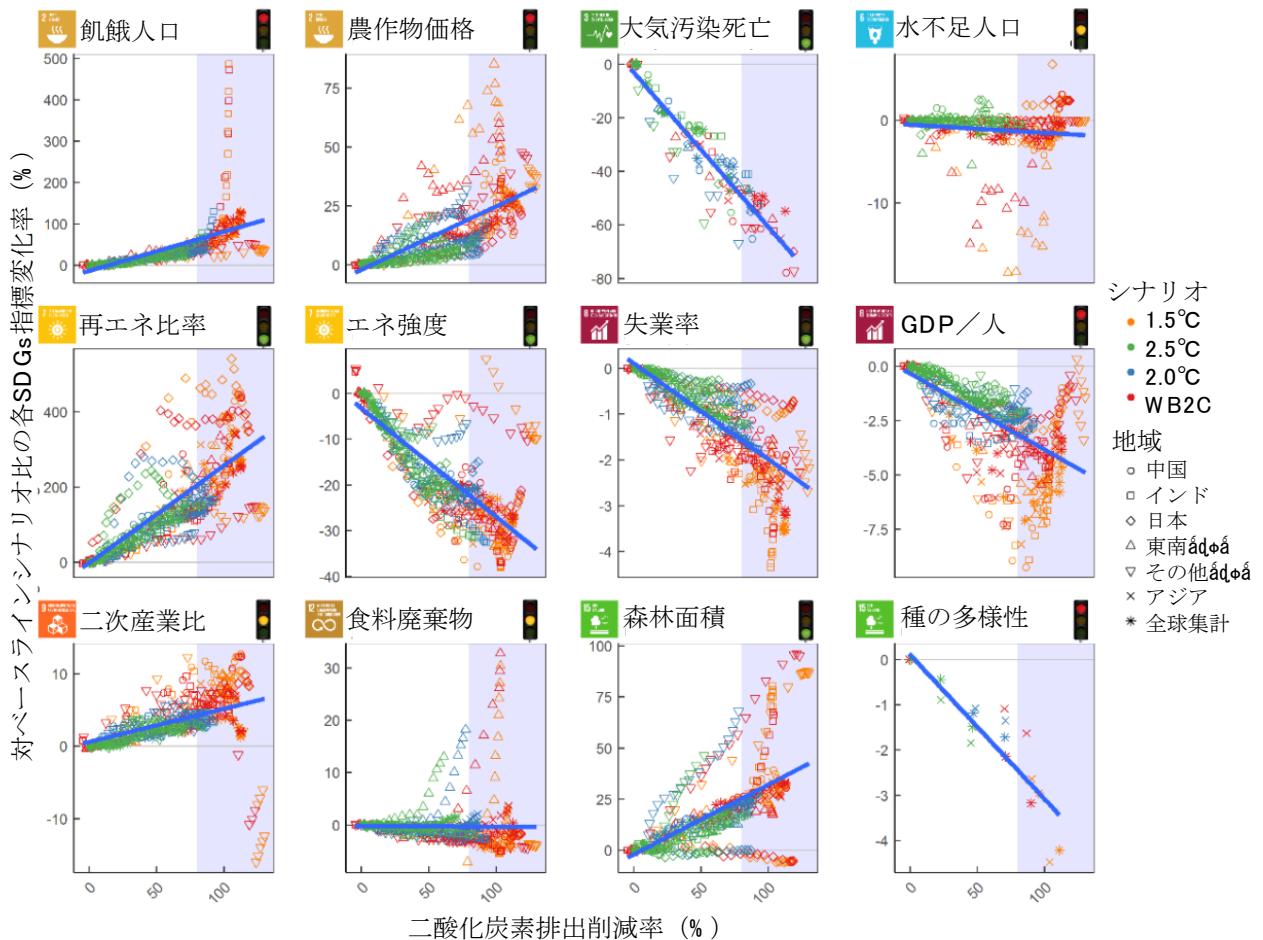 飢餓人口
農作物価格
大気汚染死亡
水不足人口
500
400
300
200
100
0
75
50
25
0
0
-20
-40
-60
-80
0
-10
再エネ比率
エネ強度
失業率
GDP/人
400
200
0
0
-10
-20
-30
-40
0
-1
-2
-3
-4
0.0
-2.5
-5.0
-7.5
二次産業比
食料廃棄物
森林面積
種の多様性
10
0
-10
30
20
10
0
100
75
50
25
0
0
-1
-2
-3
-4
0
100
0
100
0
100
0
100
対ベースラインシナリオ比の各SDGs指標変化率(%)
二酸化炭素排出削減率(%)
シナリオ
1.5℃
2.5℃
2.0℃
WB2C
地域
中国
インド
日本
東南
その他
アジア
全球集計